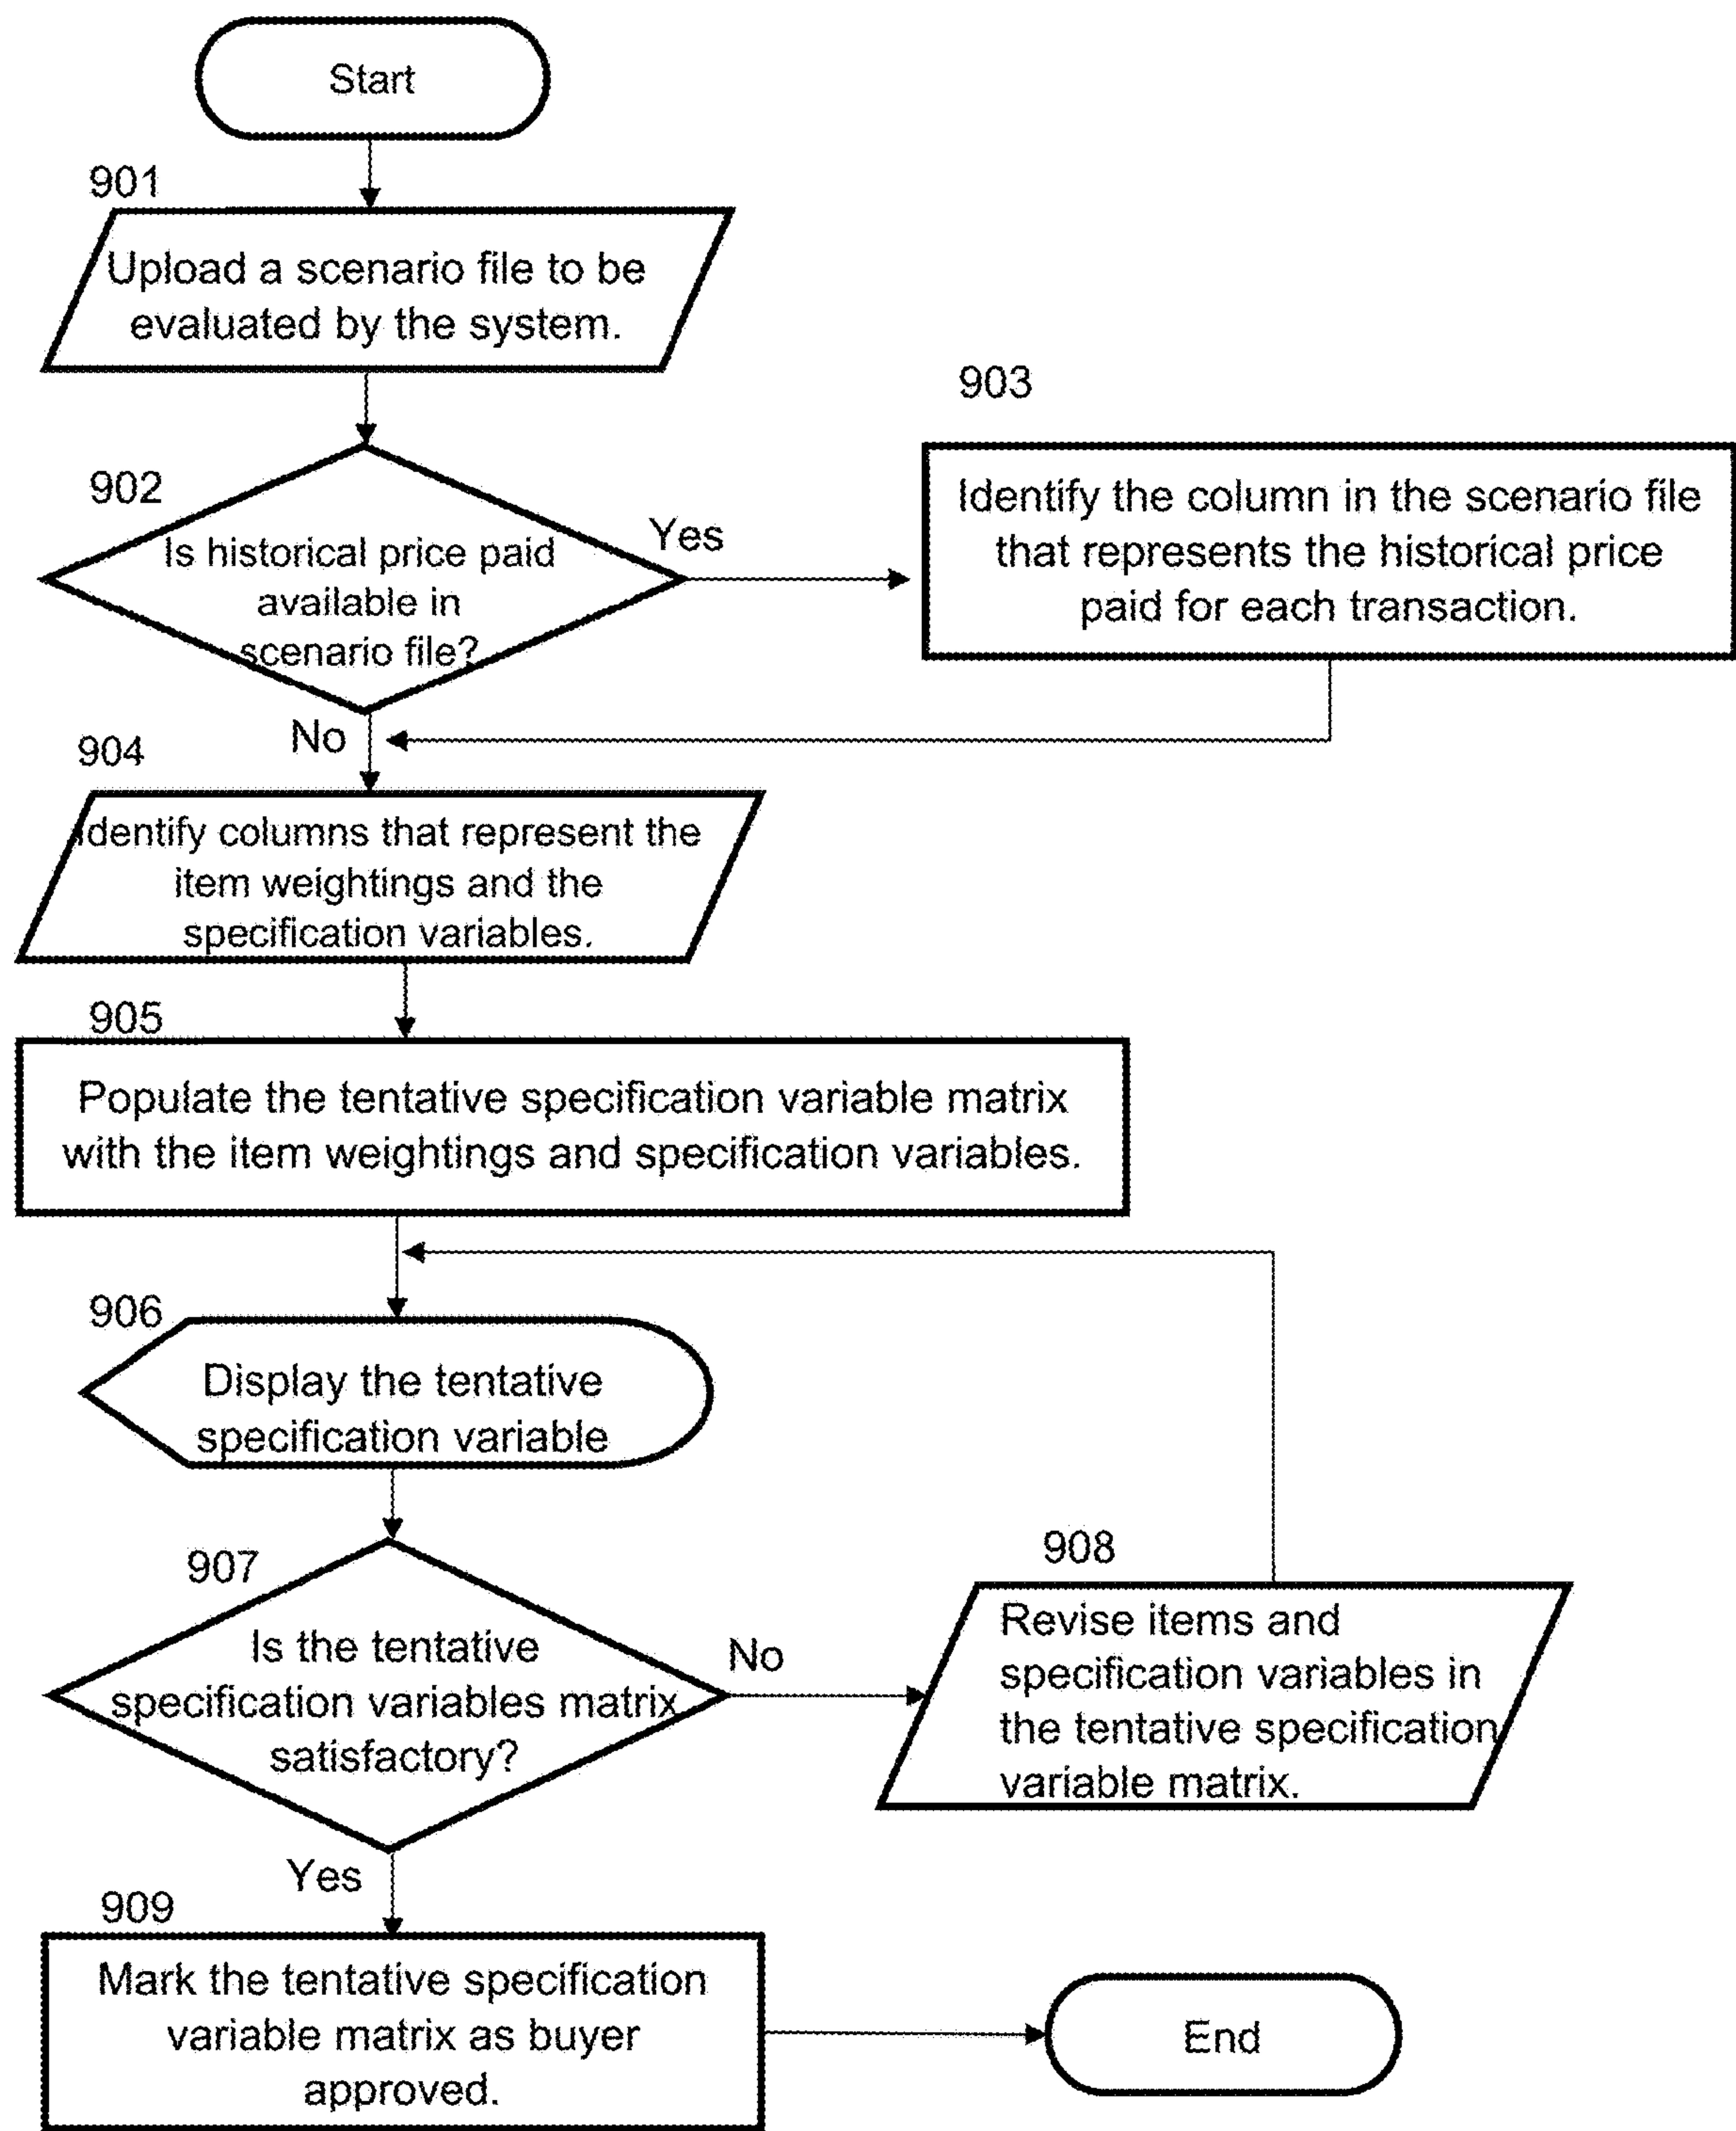 Start
901
Upload a scenario file to be
evaluated by the system.
902
Is historical price paid
available in
scenario file?
Yes
903
Identify the column in the scenario file
that represents the historical price
paid for each transaction.
No
904
Identify columns that represent the
item weightings and the
specification variables.
905
Populate the tentative specification variable matrix
with the item weightings and specification variables.
906
Display the tentative
specification variable
907
Is the tentative
specification variables matrix
satisfactory?
No
908
Revise items and
specification variables in
the tentative specification
variable matrix.
Yes
909
Mark the tentative specification
variable matrix as buyer
approved.
End